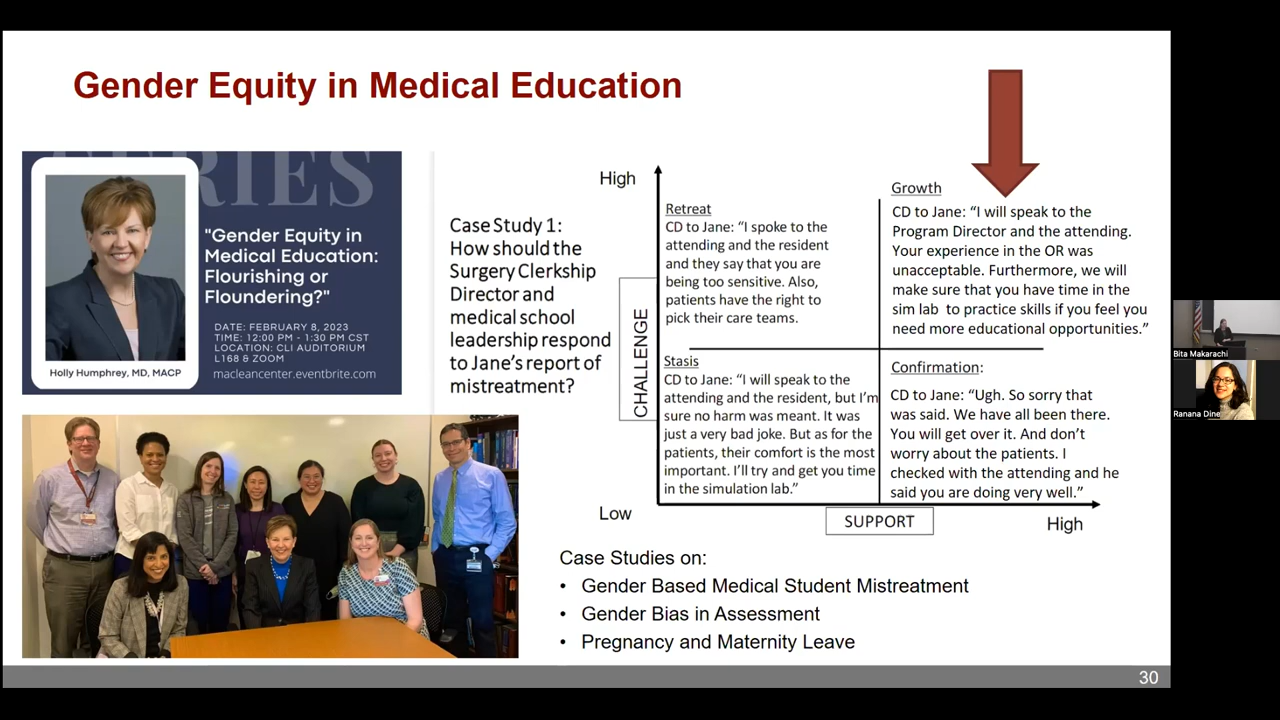 Gender Equity in Medical Education
SERIES
"Gender Equity in
Medical Education:
Flourishing or
Floundering?"
DATE: FEBRUARY 8, 2023
TIME: 12:00 PM - 1:30 PM CST
LOCATION: CLI AUDITORIUM
L168 & ZOOM
macleancenter.eventbrite.com
Holly Humphrey, MD, MACP
Case Study 1:
How should the
Surgery Clerkship
Director and
medical school
leadership respond
to Jane's report of
mistreatment?
High
CHALLENGE
Low
Retreat
CD to Jane: "I spoke to the
attending and the resident
and they say that you are
being too sensitive. Also,
patients have the right to
pick their care teams.
Growth
CD to Jane: "I will speak to the
Program Director and the attending.
Your experience in the OR was
unacceptable. Furthermore, we will
make sure that you have time in the
sim lab to practice skills if you feel you
need more educational opportunities."
Stasis
CD to Jane: "I will speak to the
attending and the resident, but I'm
sure no harm was meant. It was
just a very bad joke. But as for the
patients, their comfort is the most
important. I'll try and get you time
in the simulation lab."
Confirmation:
CD to Jane: "Ugh. So sorry that
was said. We have all been there.
You will get over it. And don't
worry about the patients. I
checked with the attending and he
said you are doing very well."
SUPPORT
High
Case Studies on:
• Gender Based Medical Student Mistreatment
• Gender Bias in Assessment
• Pregnancy and Maternity Leave
30
Bita Makarachi
Ranana Dine